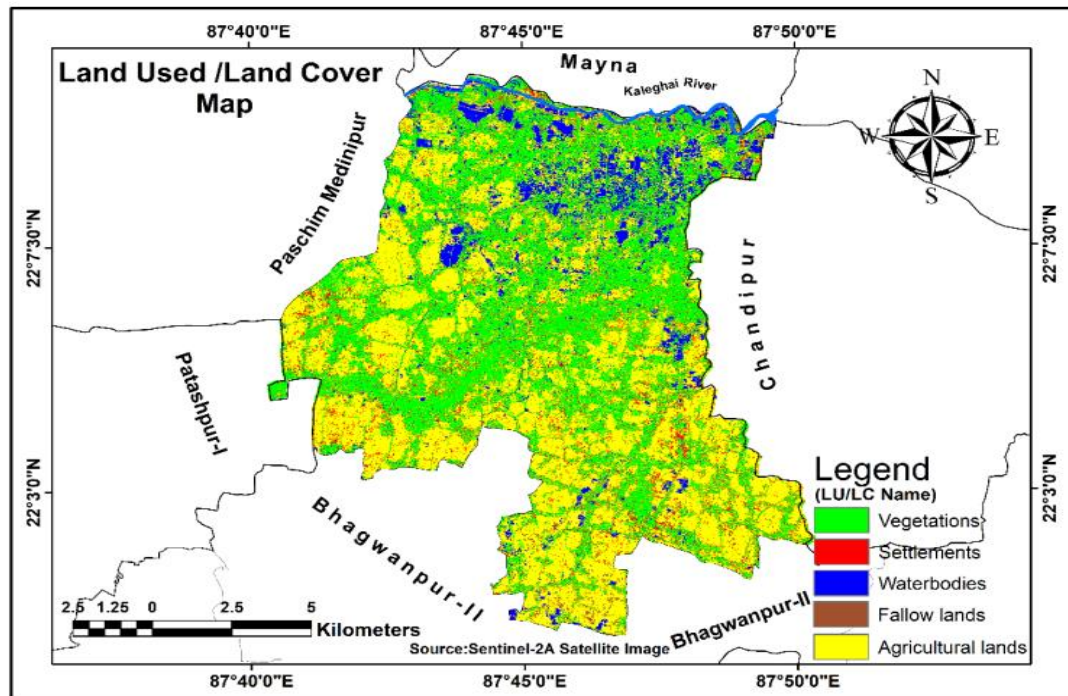 87°40'0"E
87°45'0"E
87°50'0"E
Land Used /Land Cover
Map
Mayna
Kaleghai River
N
W
E
S
Paschim Medinipur
22°7'30"N
22°7'30"N
Chandipur
Patashpur-I
22°3'0"N
22°3'0"N
Legend
(LU/LC Name)
Vegetations
Settlements
Waterbodies
Fallow lands
Agricultural lands
Bhagwanpur-II
Bhagwanpur-II
2.5 1.25 0 2.5 5
Kilometers
Source:Sentinel-2A Satellite Image
87°40'0"E
87°45'0"E
87°50'0"E